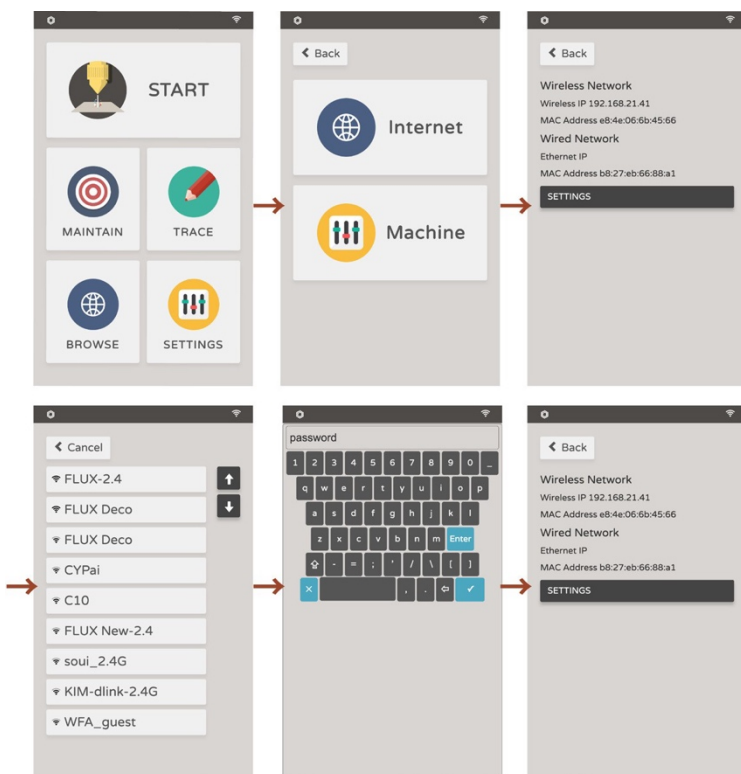 START
MAINTAIN
TRACE
BROWSE
SETTINGS
Back
Internet
Machine
Back
Wireless Network
Wireless IP 192.168.21.41
MAC Address e8:4e:06:6b:45:66
Wired Network
Ethernet IP
MAC Address b8:27:eb:66:88:a1
SETTINGS
Cancel
FLUX-2.4
FLUX Deco
FLUX Deco
CYPai
C10
FLUX New-2.4
soui_2.4G
KIM-dlink-2.4G
WFA_guest
password
1 2 3 4 5 6 7 8 9 0 _
q w e r t y u i o p
a s d f g h j k l
z x c v b n m Enter
- = ; ' / \ [ ]
, .
Back
Wireless Network
Wireless IP 192.168.21.41
MAC Address e8:4e:06:6b:45:66
Wired Network
Ethernet IP
MAC Address b8:27:eb:66:88:a1
SETTINGS